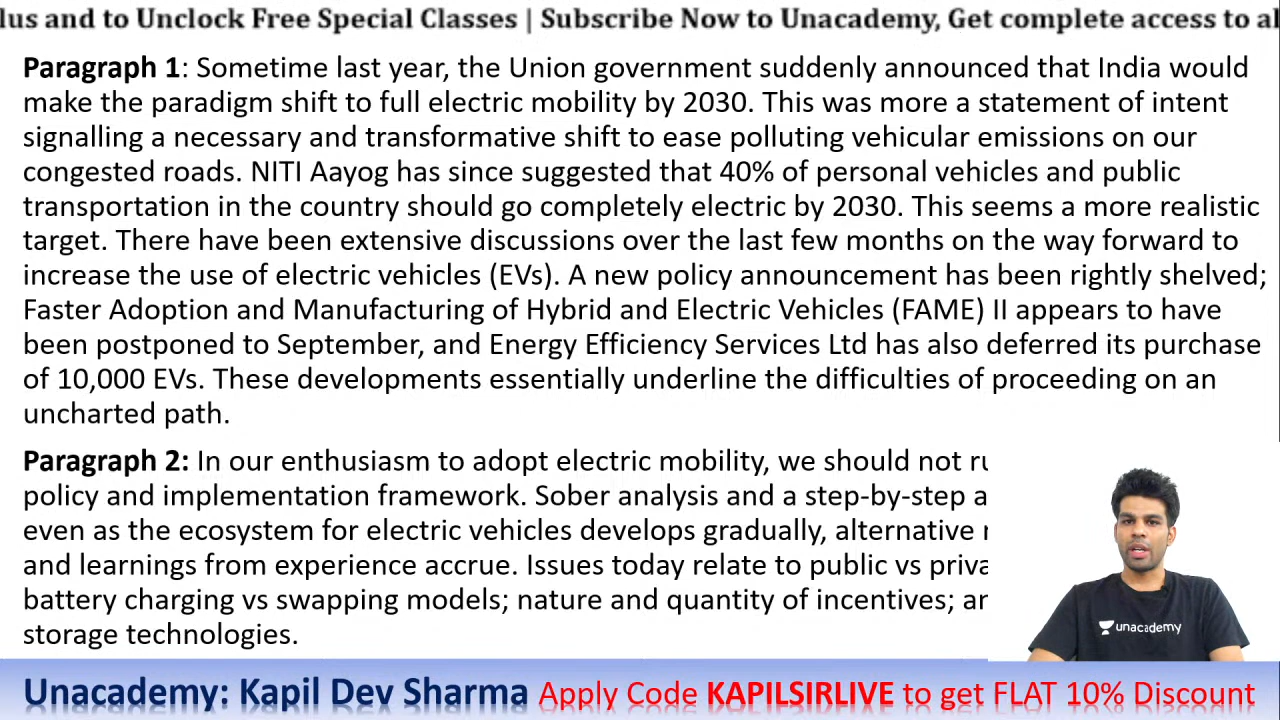 lus and to Unclock Free Special Classes | Subscribe Now to Unacademy, Get complete access to al
Paragraph 1: Sometime last year, the Union government suddenly announced that India would
make the paradigm shift to full electric mobility by 2030. This was more a statement of intent
signalling a necessary and transformative shift to ease polluting vehicular emissions on our
congested roads. NITI Aayog has since suggested that 40% of personal vehicles and public
transportation in the country should go completely electric by 2030. This seems a more realistic
target. There have been extensive discussions over the last few months on the way forward to
increase the use of electric vehicles (EVs). A new policy announcement has been rightly shelved;
Faster Adoption and Manufacturing of Hybrid and Electric Vehicles (FAME) II appears to have
been postponed to September, and Energy Efficiency Services Ltd has also deferred its purchase
of 10,000 EVs. These developments essentially underline the difficulties of proceeding on an
uncharted path.
Paragraph 2: In our enthusiasm to adopt electric mobility, we should not
policy and implementation framework. Sober analysis and a step-by-step
even as the ecosystem for electric vehicles develops gradually, alternative
and learnings from experience accrue. Issues today relate to public vs
battery charging vs swapping models; nature and quantity of incentives;
storage technologies.
unacademy
Unacademy: Kapil Dev Sharma Apply Code KAPILSIRLIVE to get FLAT 10% Discount